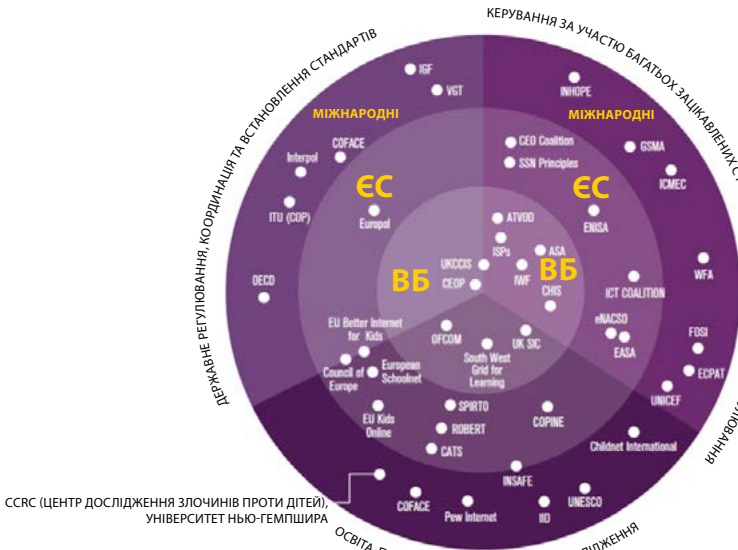 КЕРУВАННЯ ЗА УЧАСТЮ БАГАТЬОХ ЗАЦІКАВЛЕНИХ
ДЕРЖАВНЕ РЕГУЛЮВАННЯ, КООРДИНАЦІЯ ТА ВСТАНОВЛЕННЯ СТАНДАРТІВ
IGF
VGT
INHOPE
МІЖНАРОДНІ
МІЖНАРОДНІ
COFACE
CEO Coalition
GSMA
Interpol
SSN Principles
ICMEC
ЄС
ЄС
ITU (COP)
Europol
ATVOD
ENISA
ISPs
ASA
UKCCIS
IWF
ВБ
ВБ
WFA
CEOP
CHIS
ICT COALITION
OECD
EU Better Internet
for Kids
OFCOM
UK SIC
eNACSO
FOSI
EASA
South West
Grid for
Learning
Council of
Europe
European
Schoolnet
ECPAT
UNICEF
EU Kids
Online
SPIRTO
COPINE
ROBERT
Childnet International
CATS
INSAFE
CCRC (ЦЕНТР ДОСЛІДЖЕННЯ ЗЛОЧИНІВ ПРОТИ ДІТЕЙ),
УНІВЕРСИТЕТ НЬЮ-ГЕМПШИРА
COFACE
Pew Internet
IID
UNESCO
ОСВІТА,